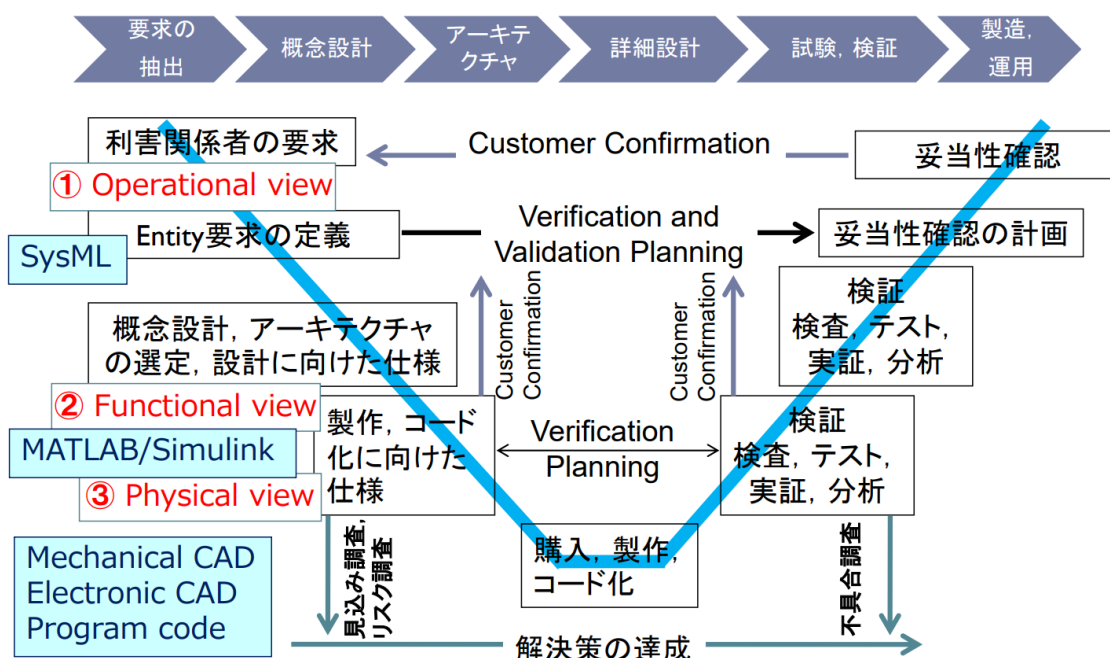 要求の
抽出
概念設計
アーキテ
クチャ
詳細設計
試験, 検証
製造,
運用
利害関係者の要求
Customer Confirmation
妥当性確認
① Operational view
Entity要求の定義
Verification and
Validation Planning
妥当性確認の計画
SysML
概念設計, アーキテクチャ
の選定, 設計に向けた仕様
Customer
Confirmation
Customer
Confirmation
検証
検査, テスト,
実証, 分析
② Functional view
製作, コード
化に向けた
仕様
Verification
Planning
検証
検査, テスト,
実証, 分析
MATLAB/Simulink
③ Physical view
見込み調査,
リスク調査
購入, 製作,
コード化
不具合調査
Mechanical CAD
Electronic CAD
Program code
解決策の達成